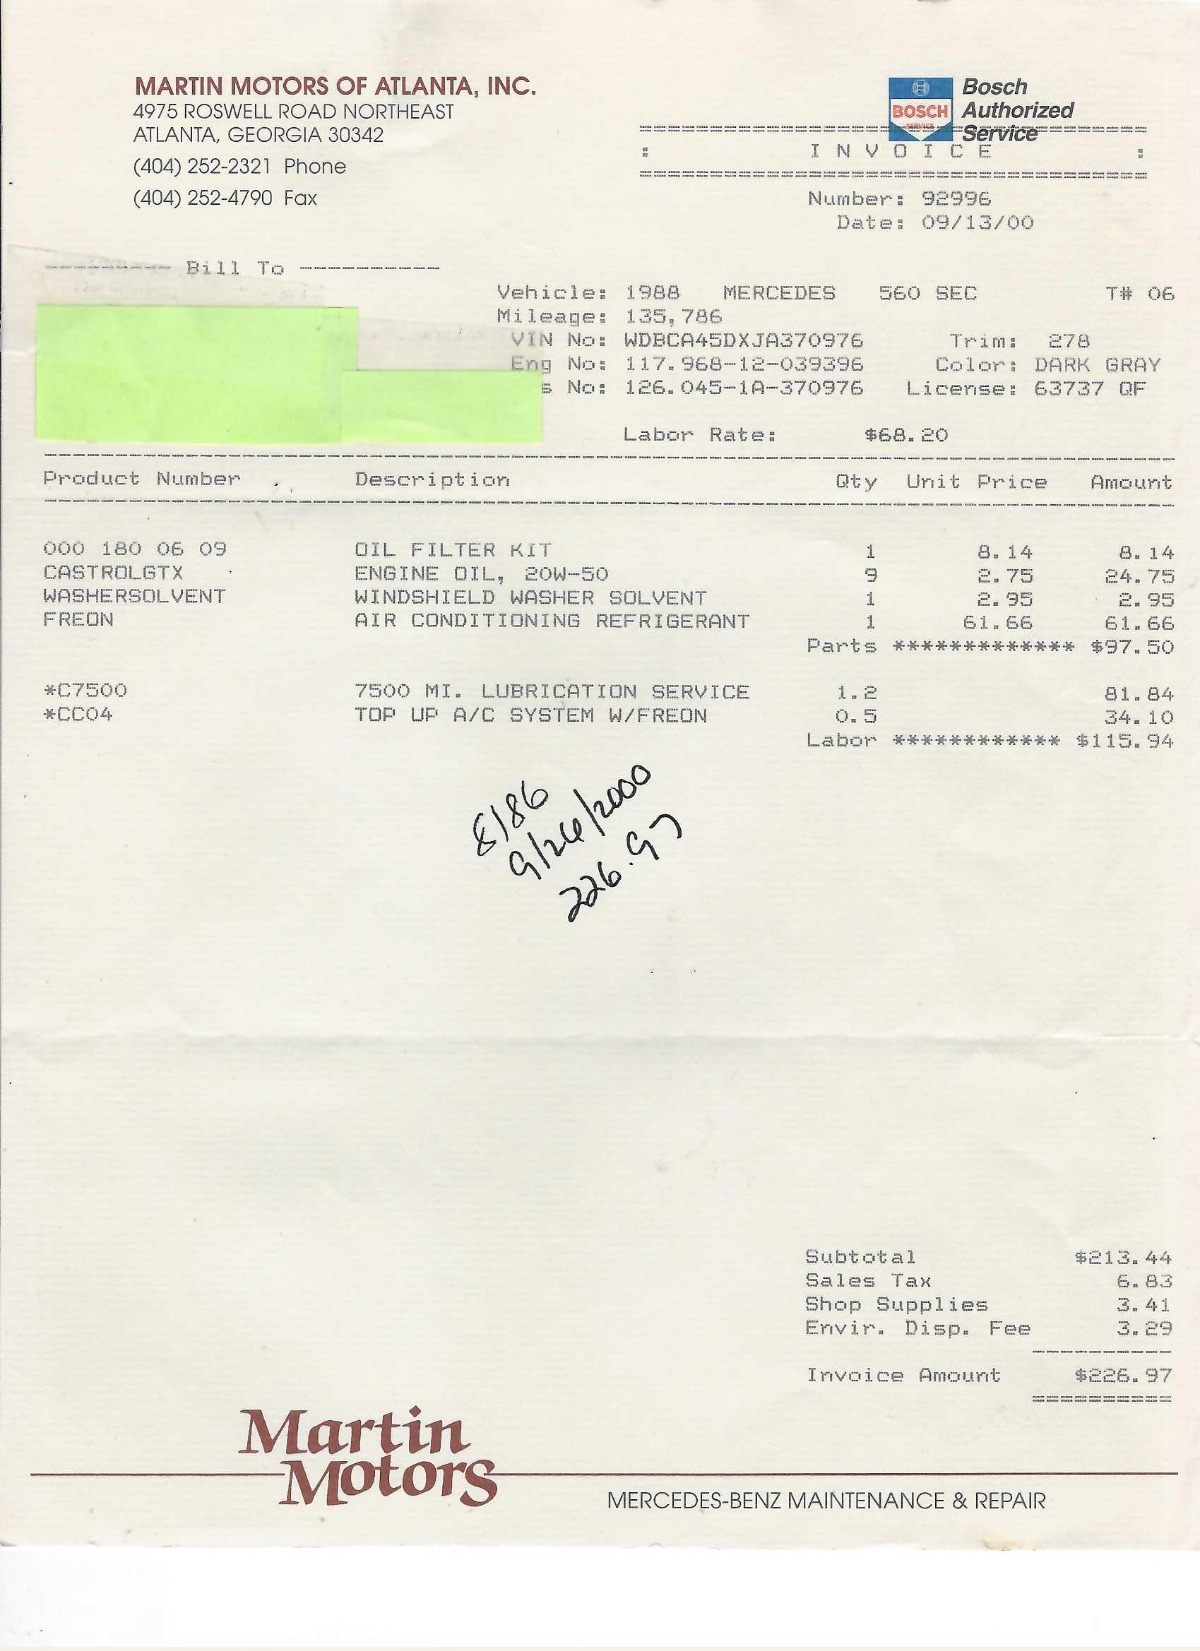 MARTIN MOTORS OF ATLANTA, INC.
4975 ROSWELL ROAD NORTHEAST
ATLANTA, GEORGIA 30342
(404) 252-2321 Phone
(404) 252-4790 Fax
BOSCH
SERVICE
Bosch
Authorized
Service
: I N V O I C E :
Number: 92996
Date: 09/13/00
--------- Bill To ----------
Vehicle: 1988 MERCEDES 560 SEC T# 06
Mileage: 135,786
VIN No: WDBCA45DXJA370976 Trim: 278
Eng No: 117.968-12-039396 Color: DARK GRAY
s No: 126.045-1A-370976 License: 63737 QF
Labor Rate: $68.20
Product Number Description Qty Unit Price Amount
000 180 06 09 OIL FILTER KIT 1 8.14 8.14
CASTROLGTX ENGINE OIL, 20W-50 9 2.75 24.75
WASHERSOLVENT WINDSHIELD WASHER SOLVENT 1 2.95 2.95
FREON AIR CONDITIONING REFRIGERANT 1 61.66 61.66
Parts ************* $97.50
*C7500 7500 MI. LUBRICATION SERVICE 1.2 81.84
*CC04 TOP UP A/C SYSTEM W/FREON 0.5 34.10
Labor ************ $115.94
8186
9/26/2000
226.97
Subtotal $213.44
Sales Tax 6.83
Shop Supplies 3.41
Envir. Disp. Fee 3.29
Invoice Amount $226.97
Martin
Motors
MERCEDES-BENZ MAINTENANCE & REPAIR